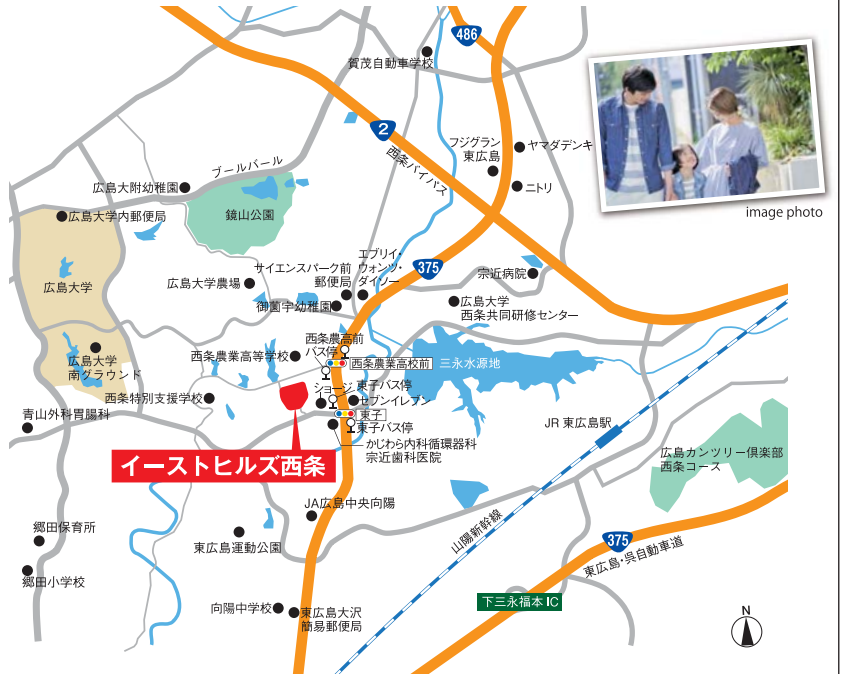 486
賀茂自動車学校
2
西条バイパス
フジグラン
東広島
ヤマダデンキ
ニトリ
image photo
ブールバール
広島大附幼稚園
鏡山公園
広島大学内郵便局
広島大学
広島大学農場
サイエンスパーク前
郵便局
エブリイ・
ウォンツ・
ダイソー
375
宗近病院
御薗宇幼稚園
広島大学
西条共同研修センター
西条農高前
バス停
西条農業高校前
三永水源地
広島大学
南グラウンド
西条農業高等学校
西条特別支援学校
ショージ
東子バス停
セブンイレブン
東子
東子バス停
青山外科胃腸科
かじわら内科循環器科
宗近歯科医院
イーストヒルズ西条
JR 東広島駅
広島カンツリー倶楽部
西条コース
JA広島中央向陽
山陽新幹線
郷田保育所
東広島運動公園
375
東広島・呉自動車道
郷田小学校
向陽中学校
東広島大沢
簡易郵便局
下三永福本IC
N